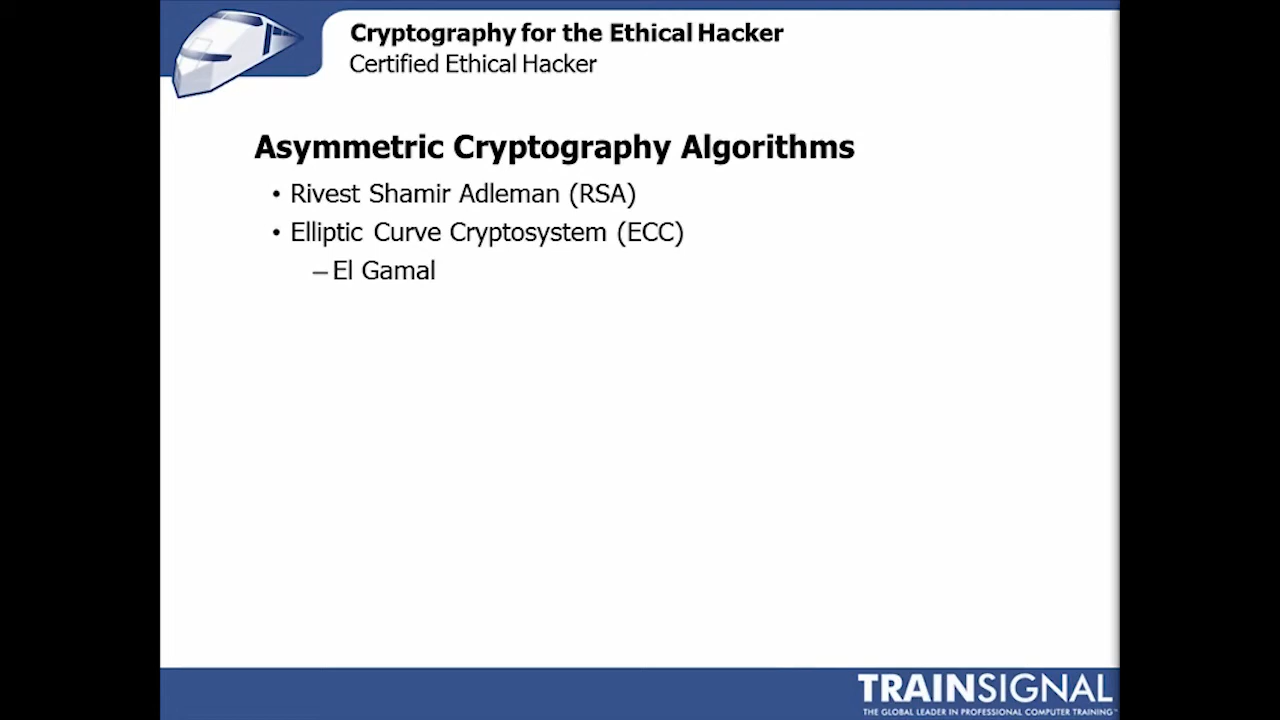 Cryptography for the Ethical Hacker
Certified Ethical Hacker
Asymmetric Cryptography Algorithms
• Rivest Shamir Adleman (RSA)
• Elliptic Curve Cryptosystem (ECC)
– El Gamal
TRAINSIGNAL
THE GLOBAL LEADER IN PROFESSIONAL COMPUTER TRAINING™